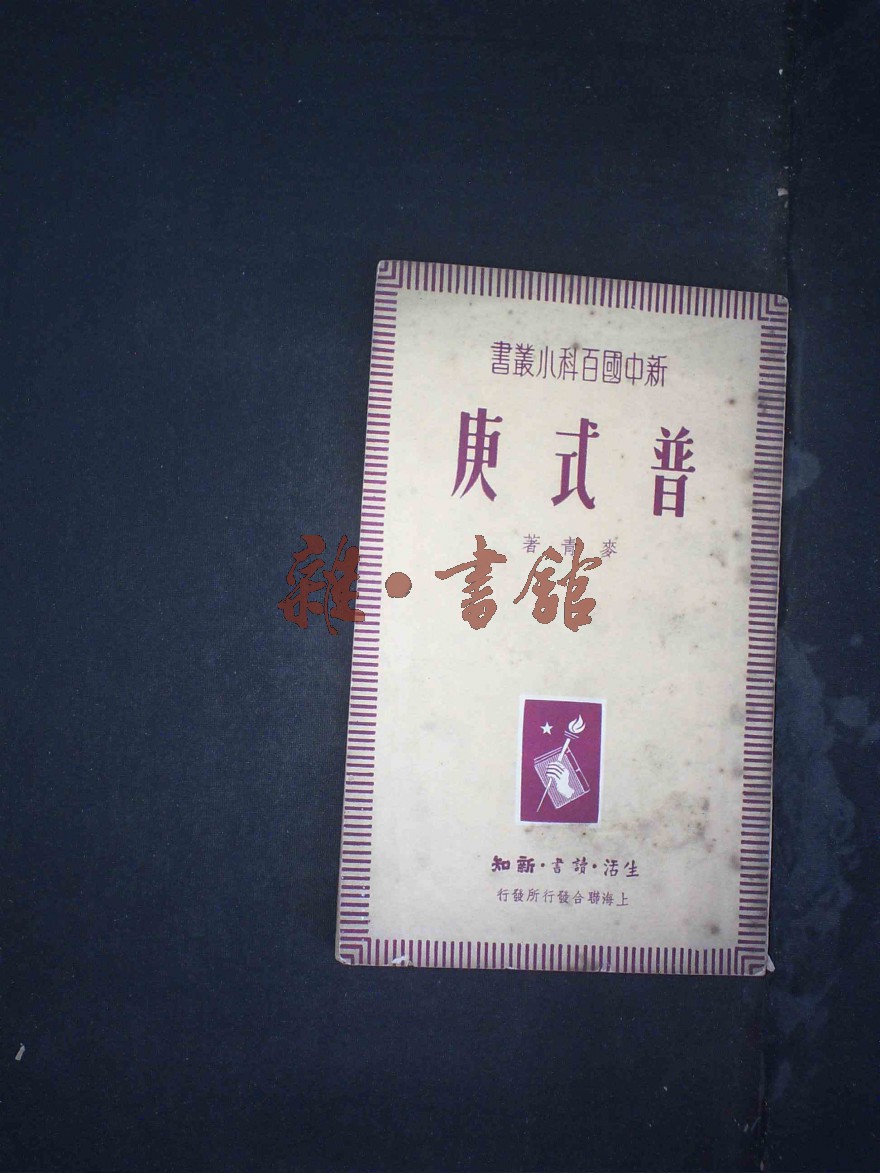 新中國百科小叢書
普式庚
麥青著
雜·書館
生活·讀書·新知
上海聯合發行所發行